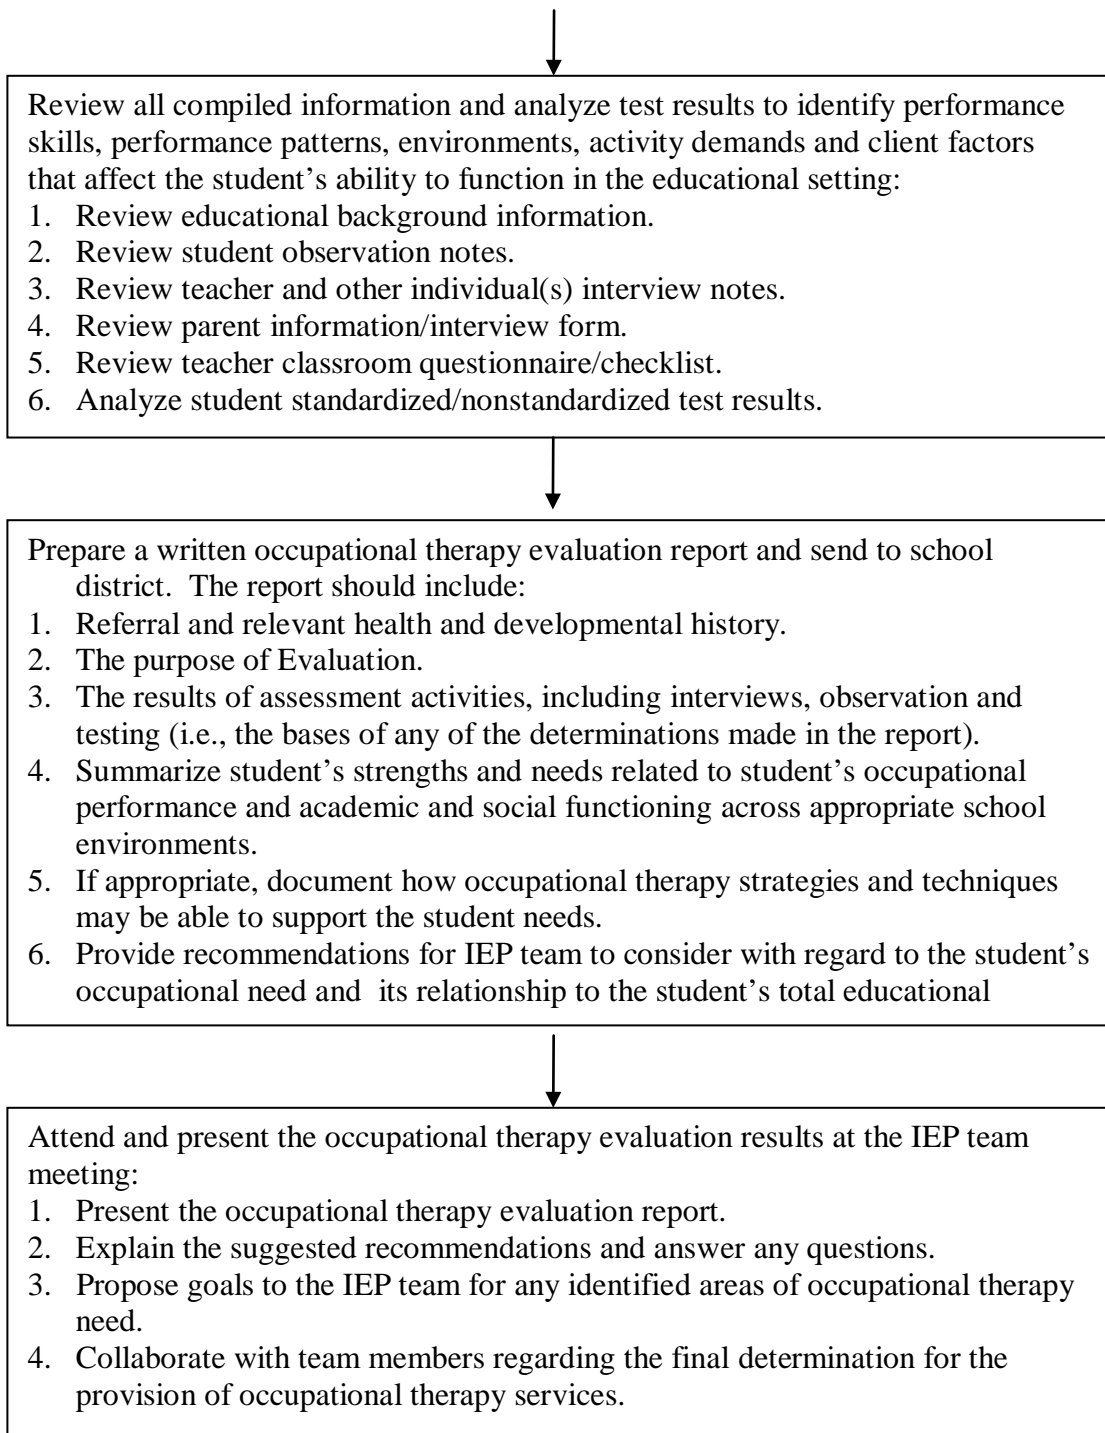 Review all compiled information and analyze test results to identify performance
skills, performance patterns, environments, activity demands and client factors
that affect the student’s ability to function in the educational setting:
1. Review educational background information.
2. Review student observation notes.
3. Review teacher and other individual(s) interview notes.
4. Review parent information/interview form.
5. Review teacher classroom questionnaire/checklist.
6. Analyze student standardized/nonstandardized test results.
Prepare a written occupational therapy evaluation report and send to school
district.  The report should include:
1. Referral and relevant health and developmental history.
2. The purpose of Evaluation.
3. The results of assessment activities, including interviews, observation and
testing (i.e., the bases of any of the determinations made in the report).
4. Summarize student’s strengths and needs related to student’s occupational
performance and academic and social functioning across appropriate school
environments.
5. If appropriate, document how occupational therapy strategies and techniques
may be able to support the student needs.
6. Provide recommendations for IEP team to consider with regard to the student’s
occupational need and  its relationship to the student’s total educational
Attend and present the occupational therapy evaluation results at the IEP team
meeting:
1. Present the occupational therapy evaluation report.
2. Explain the suggested recommendations and answer any questions.
3. Propose goals to the IEP team for any identified areas of occupational therapy
need.
4. Collaborate with team members regarding the final determination for the
provision of occupational therapy services.